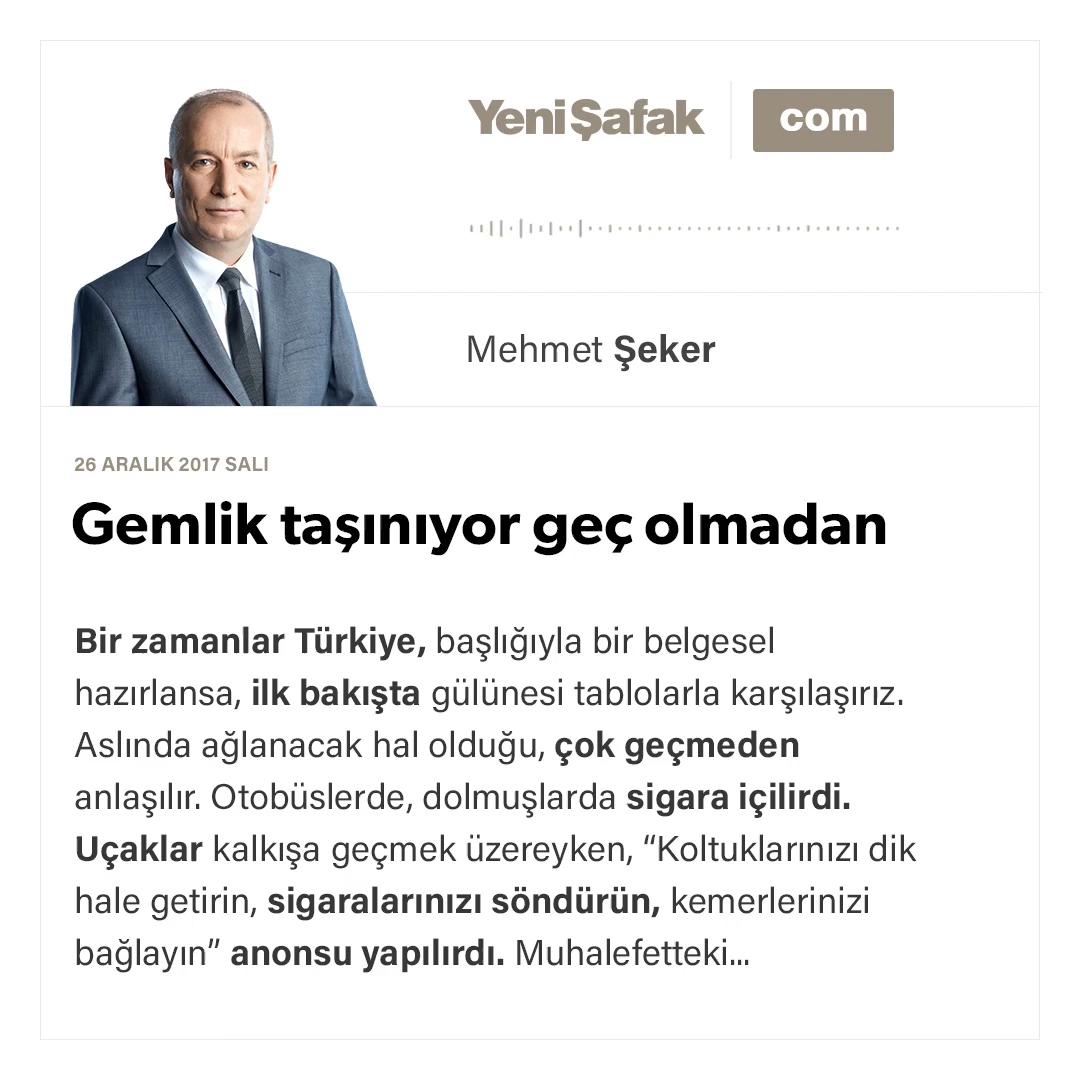 YeniŞafak com
Mehmet Şeker
26 ARALIK 2017 SALI
Gemlik taşınıyor geç olmadan
Bir zamanlar Türkiye, başlığıyla bir belgesel
hazırlansa, ilk bakışta gülünesi tablolarla karşılaşırız.
Aslında ağlanacak hal olduğu, çok geçmeden
anlaşılır. Otobüslerde, dolmuşlarda sigara içilirdi.
Uçaklar kalkışa geçmek üzereyken, “Koltuklarınızı dik
hale getirin, sigaralarınızı söndürün, kemerlerinizi
bağlayın” anonsu yapılırdı. Muhalefetteki...